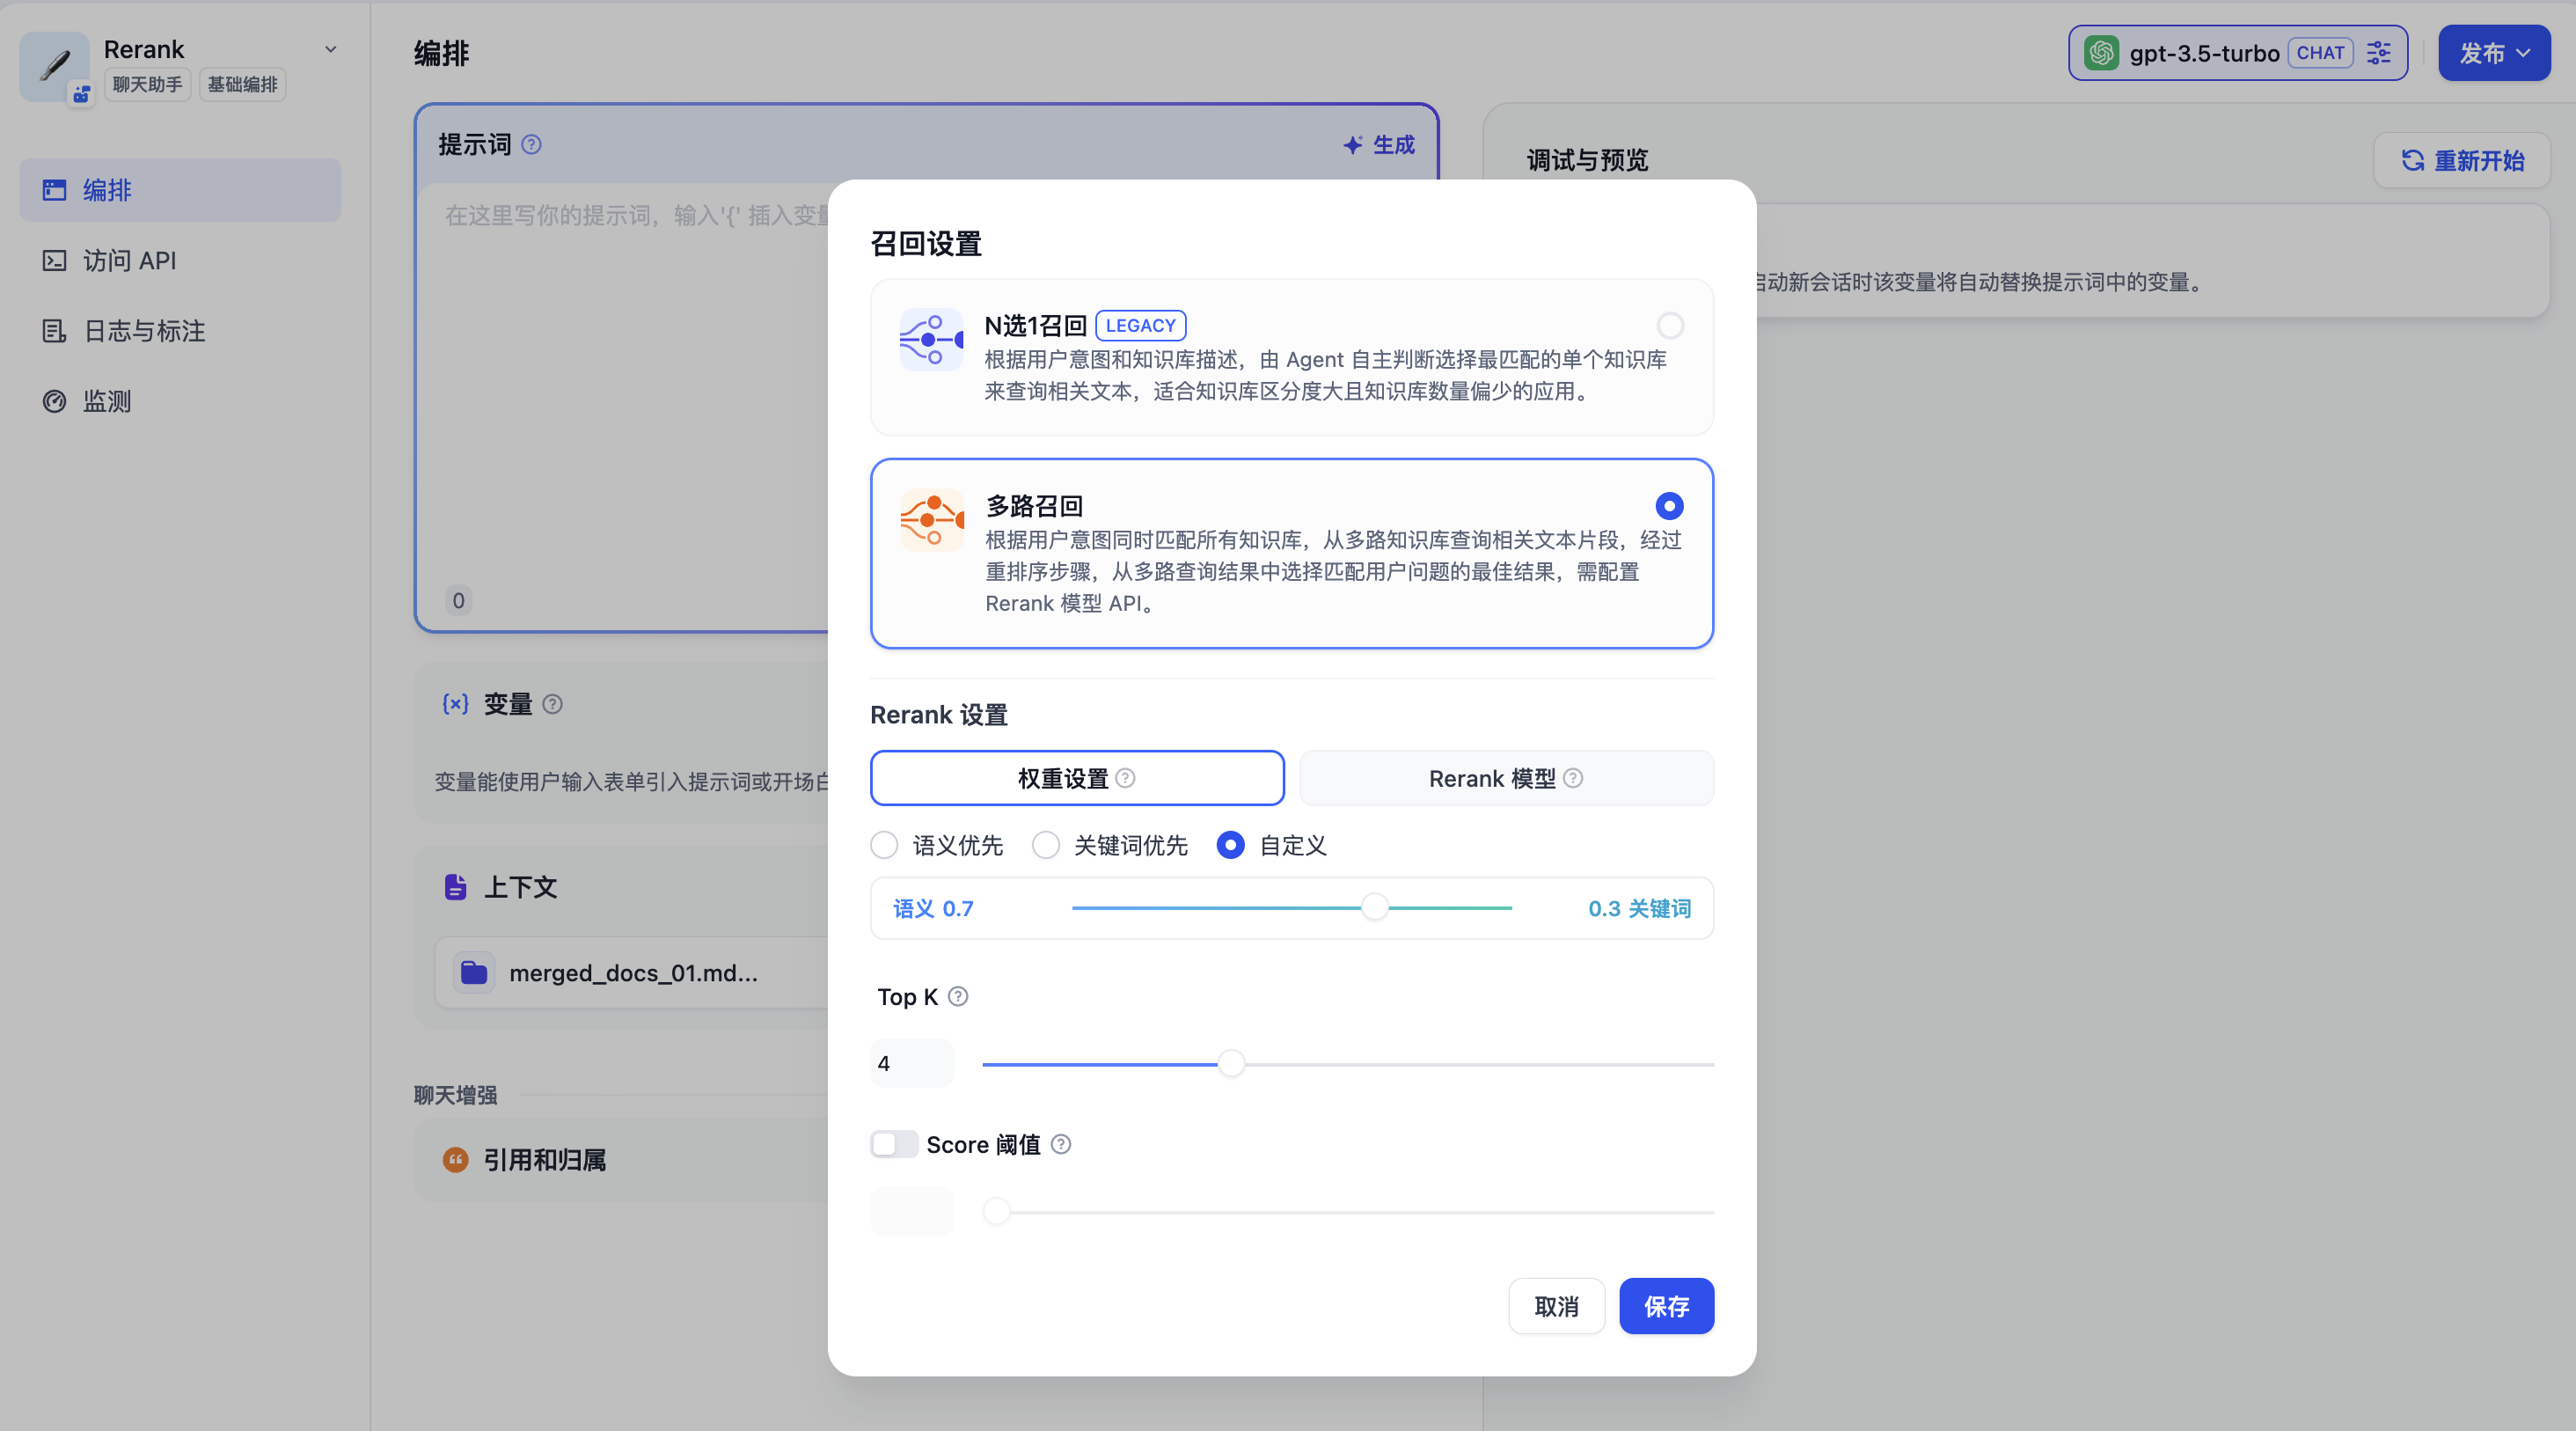 Rerank
聊天助手 基础编排
编排
访问 API
日志与标注
监测
编排
gpt-3.5-turbo CHAT
发布
提示词
生成
在这里写你的提示词，输入'{' 插入变量
0
变量
变量能使用户输入表单引入提示词或开场白
上下文
merged_docs_01.md...
聊天增强
引用和归属
调试与预览
重新开始
启动新会话时该变量将自动替换提示词中的变量。
召回设置
N选1召回 LEGACY
根据用户意图和知识库描述，由 Agent 自主判断选择最匹配的单个知识库
来查询相关文本，适合知识库区分度大且知识库数量偏少的应用。
多路召回
根据用户意图同时匹配所有知识库，从多路知识库查询相关文本片段，经过
重排序步骤，从多路查询结果中选择匹配用户问题的最佳结果，需配置
Rerank 模型 API。
Rerank 设置
权重设置
Rerank 模型
语义优先 关键词优先 自定义
语义 0.7
0.3 关键词
Top K
4
Score 阈值
取消
保存